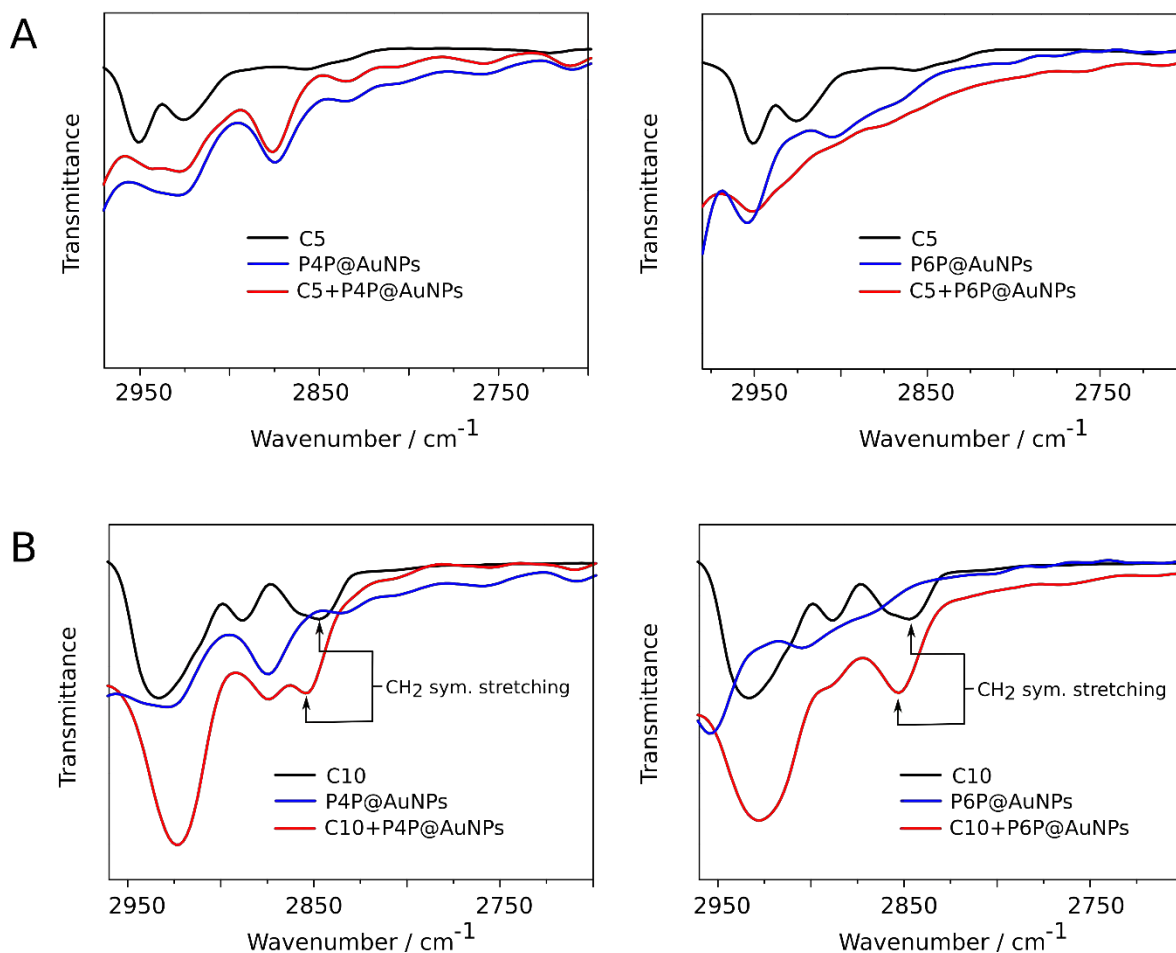 A
Transmittance
C5
P4P@AuNPs
C5+P4P@AuNPs
2950 2850 2750
Wavenumber / cm-1
Transmittance
C5
P6P@AuNPs
C5+P6P@AuNPs
2950 2850 2750
Wavenumber / cm-1
B
Transmittance
CH2 sym. stretching
C10
P4P@AuNPs
C10+P4P@AuNPs
2950 2850 2750
Wavenumber / cm-1
Transmittance
CH2 sym. stretching
C10
P6P@AuNPs
C10+P6P@AuNPs
2950 2850 2750
Wavenumber / cm-1